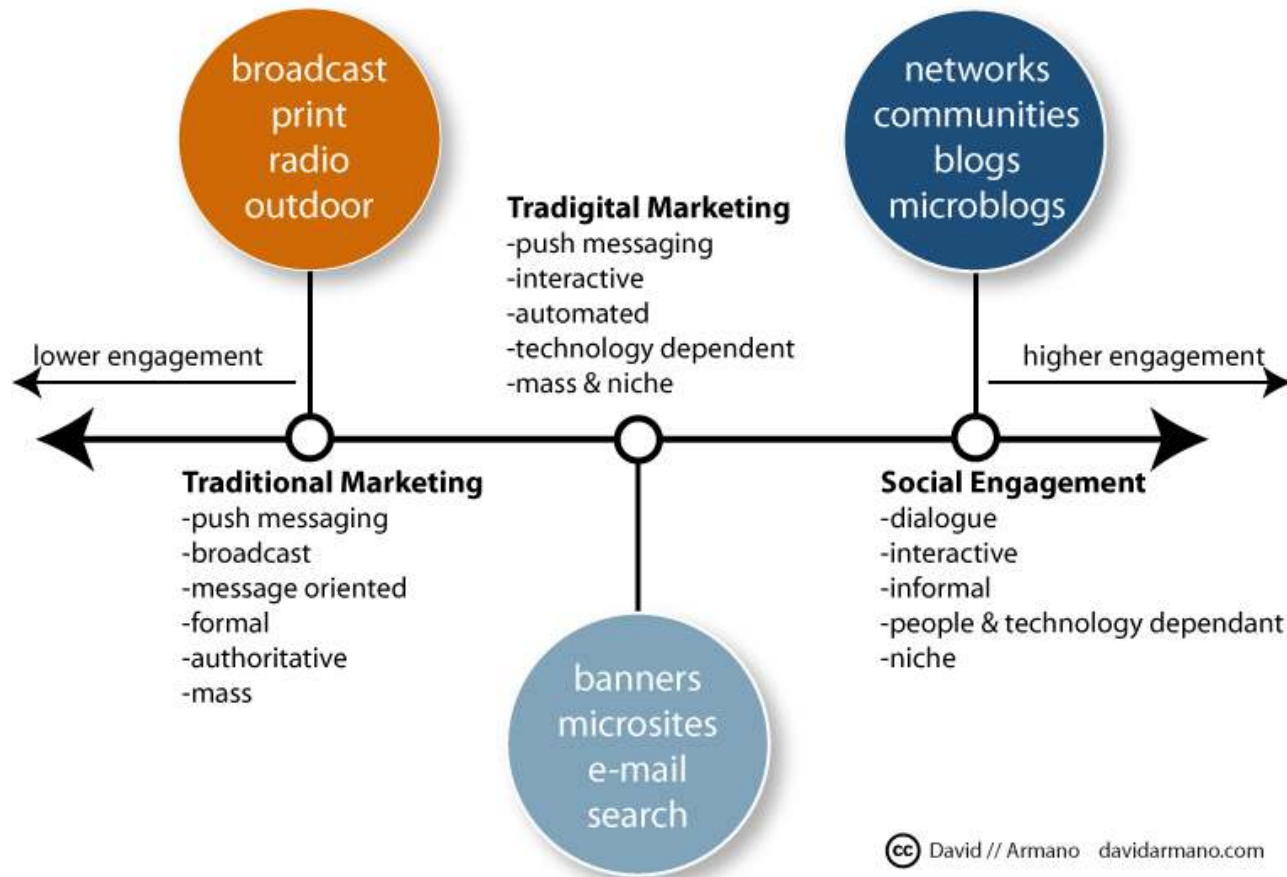 broadcast
print
radio
outdoor
networks
communities
blogs
microblogs
Tradigital Marketing
-push messaging
-interactive
-automated
-technology dependent
-mass & niche
lower engagement
higher engagement
Traditional Marketing
-push messaging
-broadcast
-message oriented
-formal
-authoritative
-mass
Social Engagement
-dialogue
-interactive
-informal
-people & technology dependant
-niche
banners
microsites
e-mail
search
cc David // Armano davidarmano.com